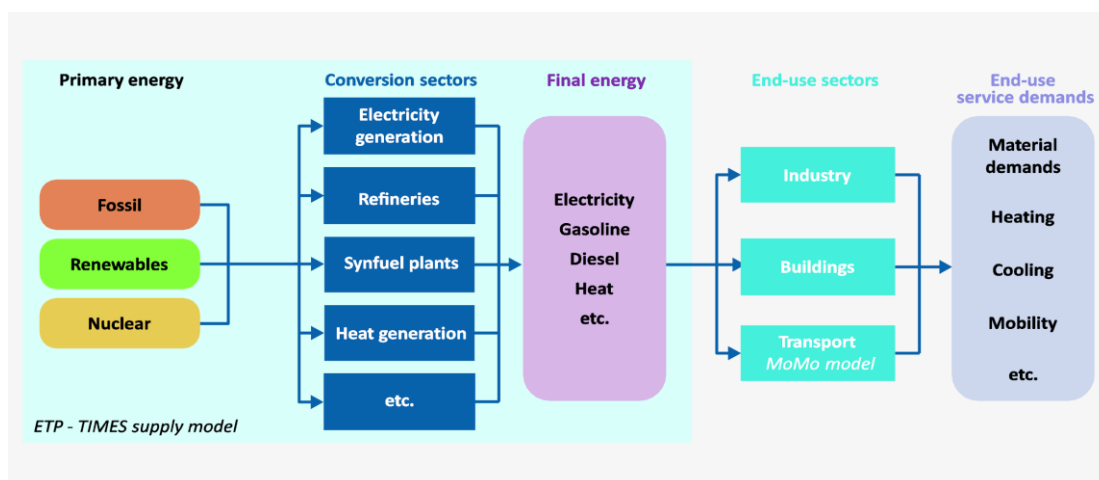 Primary energy
Conversion sectors
Final energy
End-use sectors
End-use
service demands
Fossil
Renewables
Nuclear
Electricity
generation
Refineries
Synfuel plants
Heat generation
etc.
Electricity
Gasoline
Diesel
Heat
etc.
Industry
Buildings
Transport
MoMo model
Material
demands
Heating
Cooling
Mobility
etc.
ETP - TIMES supply model